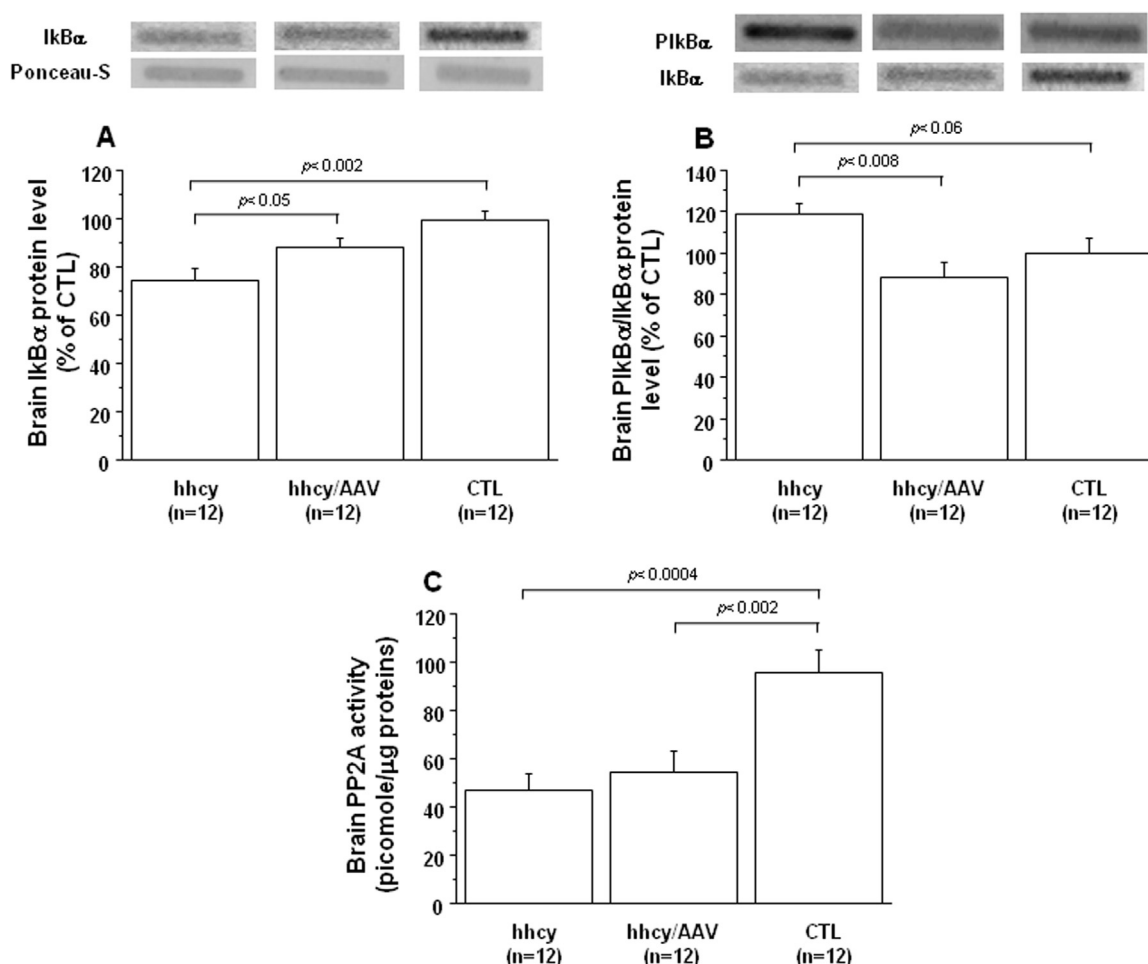 IkBα
Ponceau-S
PIkBα
IkBα
A
p< 0.002
p< 0.05
Brain IkBα protein level
(% of CTL)
120
100
80
60
40
20
0
hhcy
(n=12)
hhcy/AAV
(n=12)
CTL
(n=12)
B
p< 0.06
p< 0.008
Brain PIkBα/IkBα protein
level (% of CTL)
140
120
100
80
60
40
20
0
hhcy
(n=12)
hhcy/AAV
(n=12)
CTL
(n=12)
C
p< 0.0004
p< 0.002
Brain PP2A activity
(picomole/µg proteins)
120
100
80
60
40
20
0
hhcy
(n=12)
hhcy/AAV
(n=12)
CTL
(n=12)